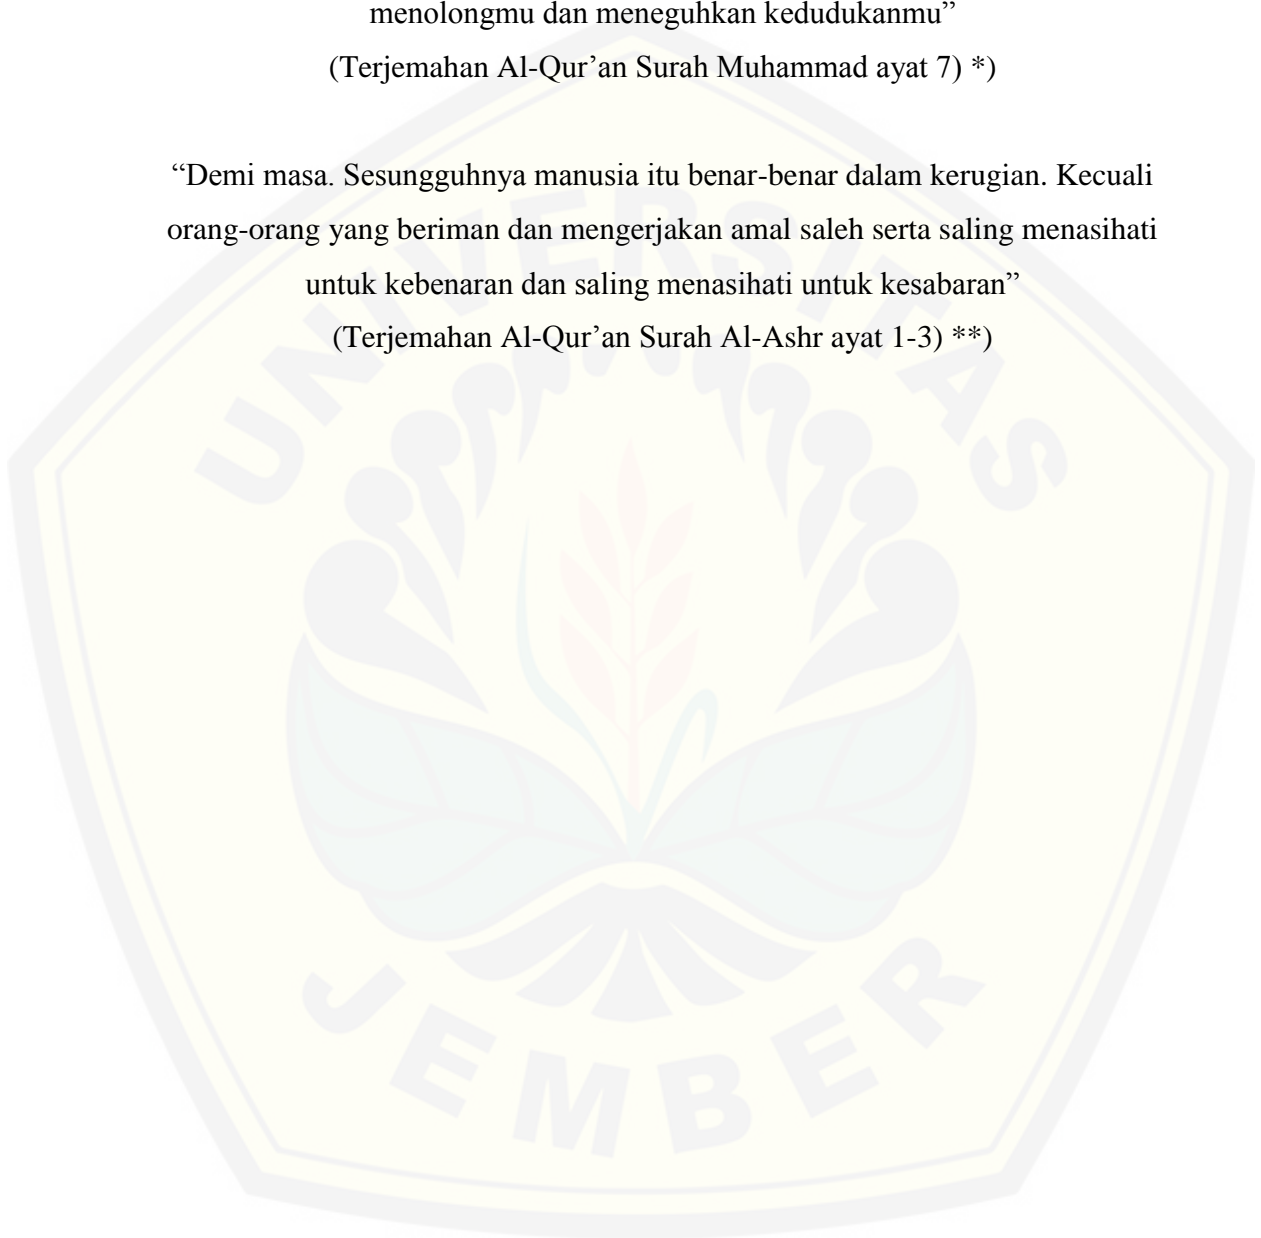 menolongmu dan meneguhkan kedudukanmu”
(Terjemahan Al-Qur’an Surah Muhammad ayat 7) *)
“Demi masa. Sesungguhnya manusia itu benar-benar dalam kerugian. Kecuali
orang-orang yang beriman dan mengerjakan amal saleh serta saling menasihati
untuk kebenaran dan saling menasihati untuk kesabaran”
(Terjemahan Al-Qur’an Surah Al-Ashr ayat 1-3) **)
UNIVERSITAS
JEMBER